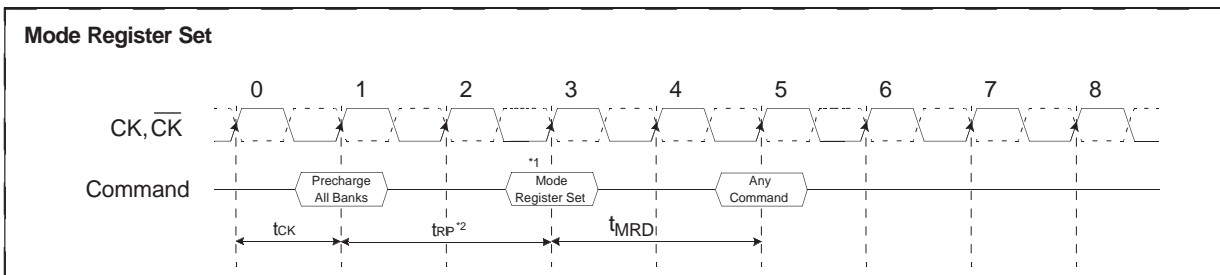 Mode Register Set
0 1 2 3 4 5 6 7 8
CK, C̅K̅
*1
Command
Precharge
All Banks
Mode
Register Set
Any
Command
tCK
tRP*2
tMRD